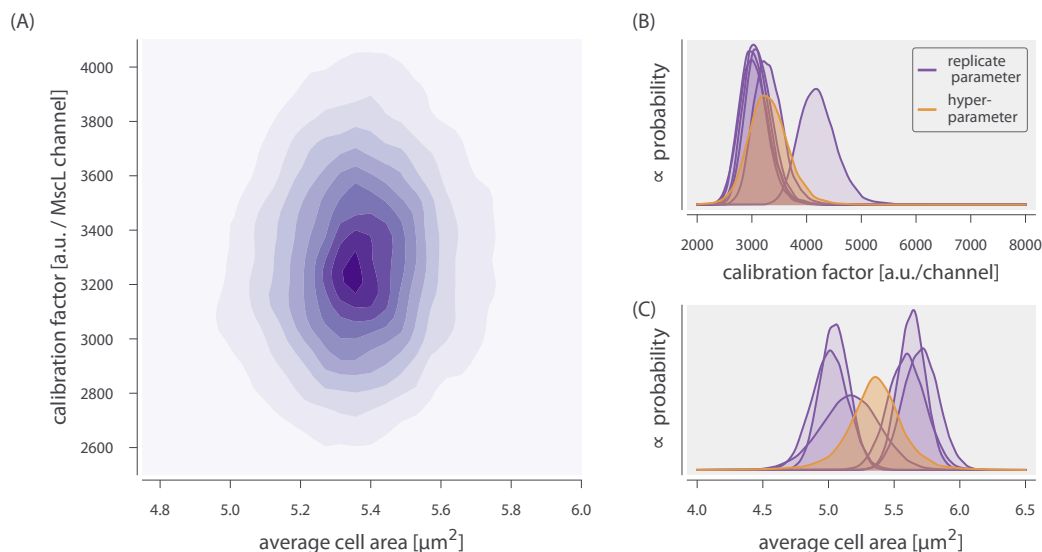 (A)
4000
3800
3600
3400
3200
3000
2800
2600
calibration factor [a.u. / MscL channel]
4.8 5.0 5.2 5.4 5.6 5.8 6.0
average cell area [µm²]
(B)
∝ probability
replicate
parameter
hyper-
parameter
2000 3000 4000 5000 6000 7000 8000
calibration factor [a.u./channel]
(C)
∝ probability
4.0 4.5 5.0 5.5 6.0 6.5
average cell area [µm²]